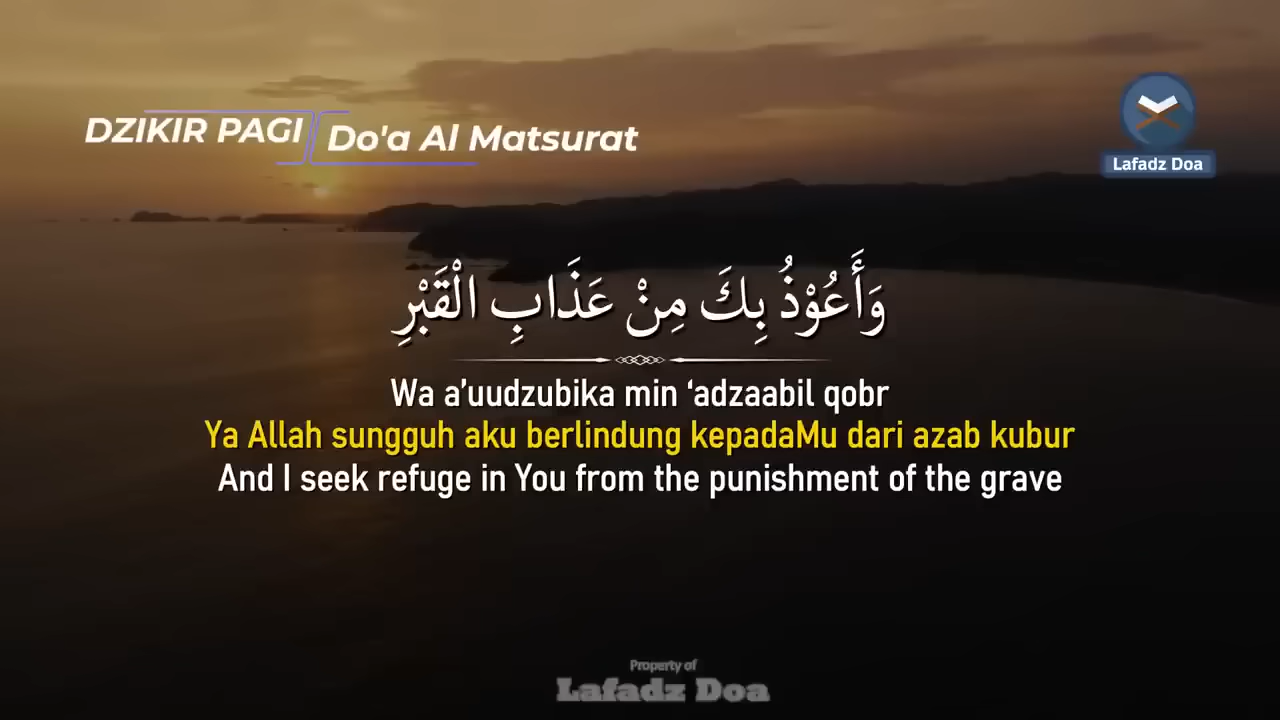 DZIKIR PAGI
Do'a Al Matsurat
Lafadz Doa
وَأَعُوْذُ بِكَ مِنْ عَذَابِ الْقَبْرِ
Wa a’uudzubika min ‘adzaabil qobr
Ya Allah sungguh aku berlindung kepadaMu dari azab kubur
And I seek refuge in You from the punishment of the grave
Property of
Lafadz Doa